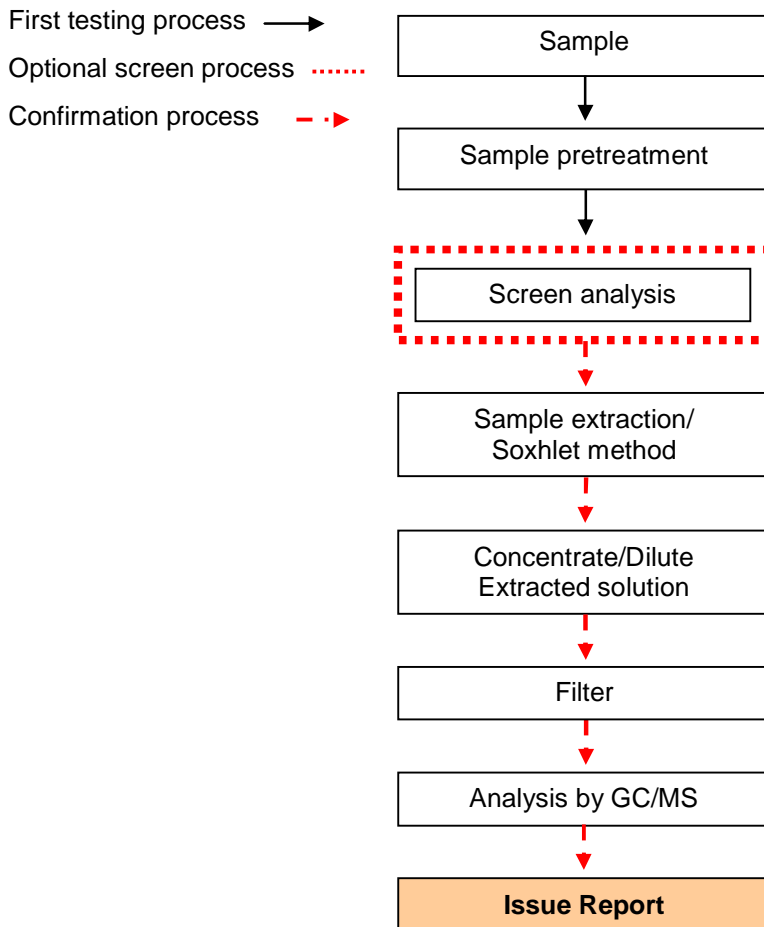 First testing process
Optional screen process
Confirmation process
Sample
Sample pretreatment
Screen analysis
Sample extraction/
Soxhlet method
Concentrate/Dilute
Extracted solution
Filter
Analysis by GC/MS
Issue Report